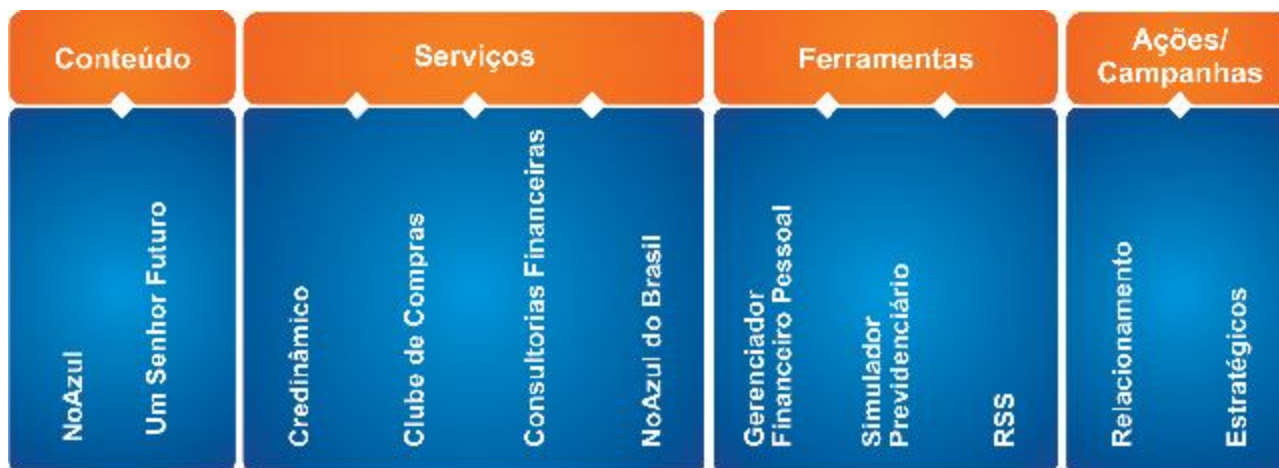 Conteúdo
NoAzul
Um Senhor Futuro
Serviços
Credinâmico
Clube de Compras
Consultorias Financeiras
NoAzul do Brasil
Ferramentas
Gerenciador
Financeiro Pessoal
Simulador
Previdenciário
RSS
Ações/
Campanhas
Relacionamento
Estratégicos